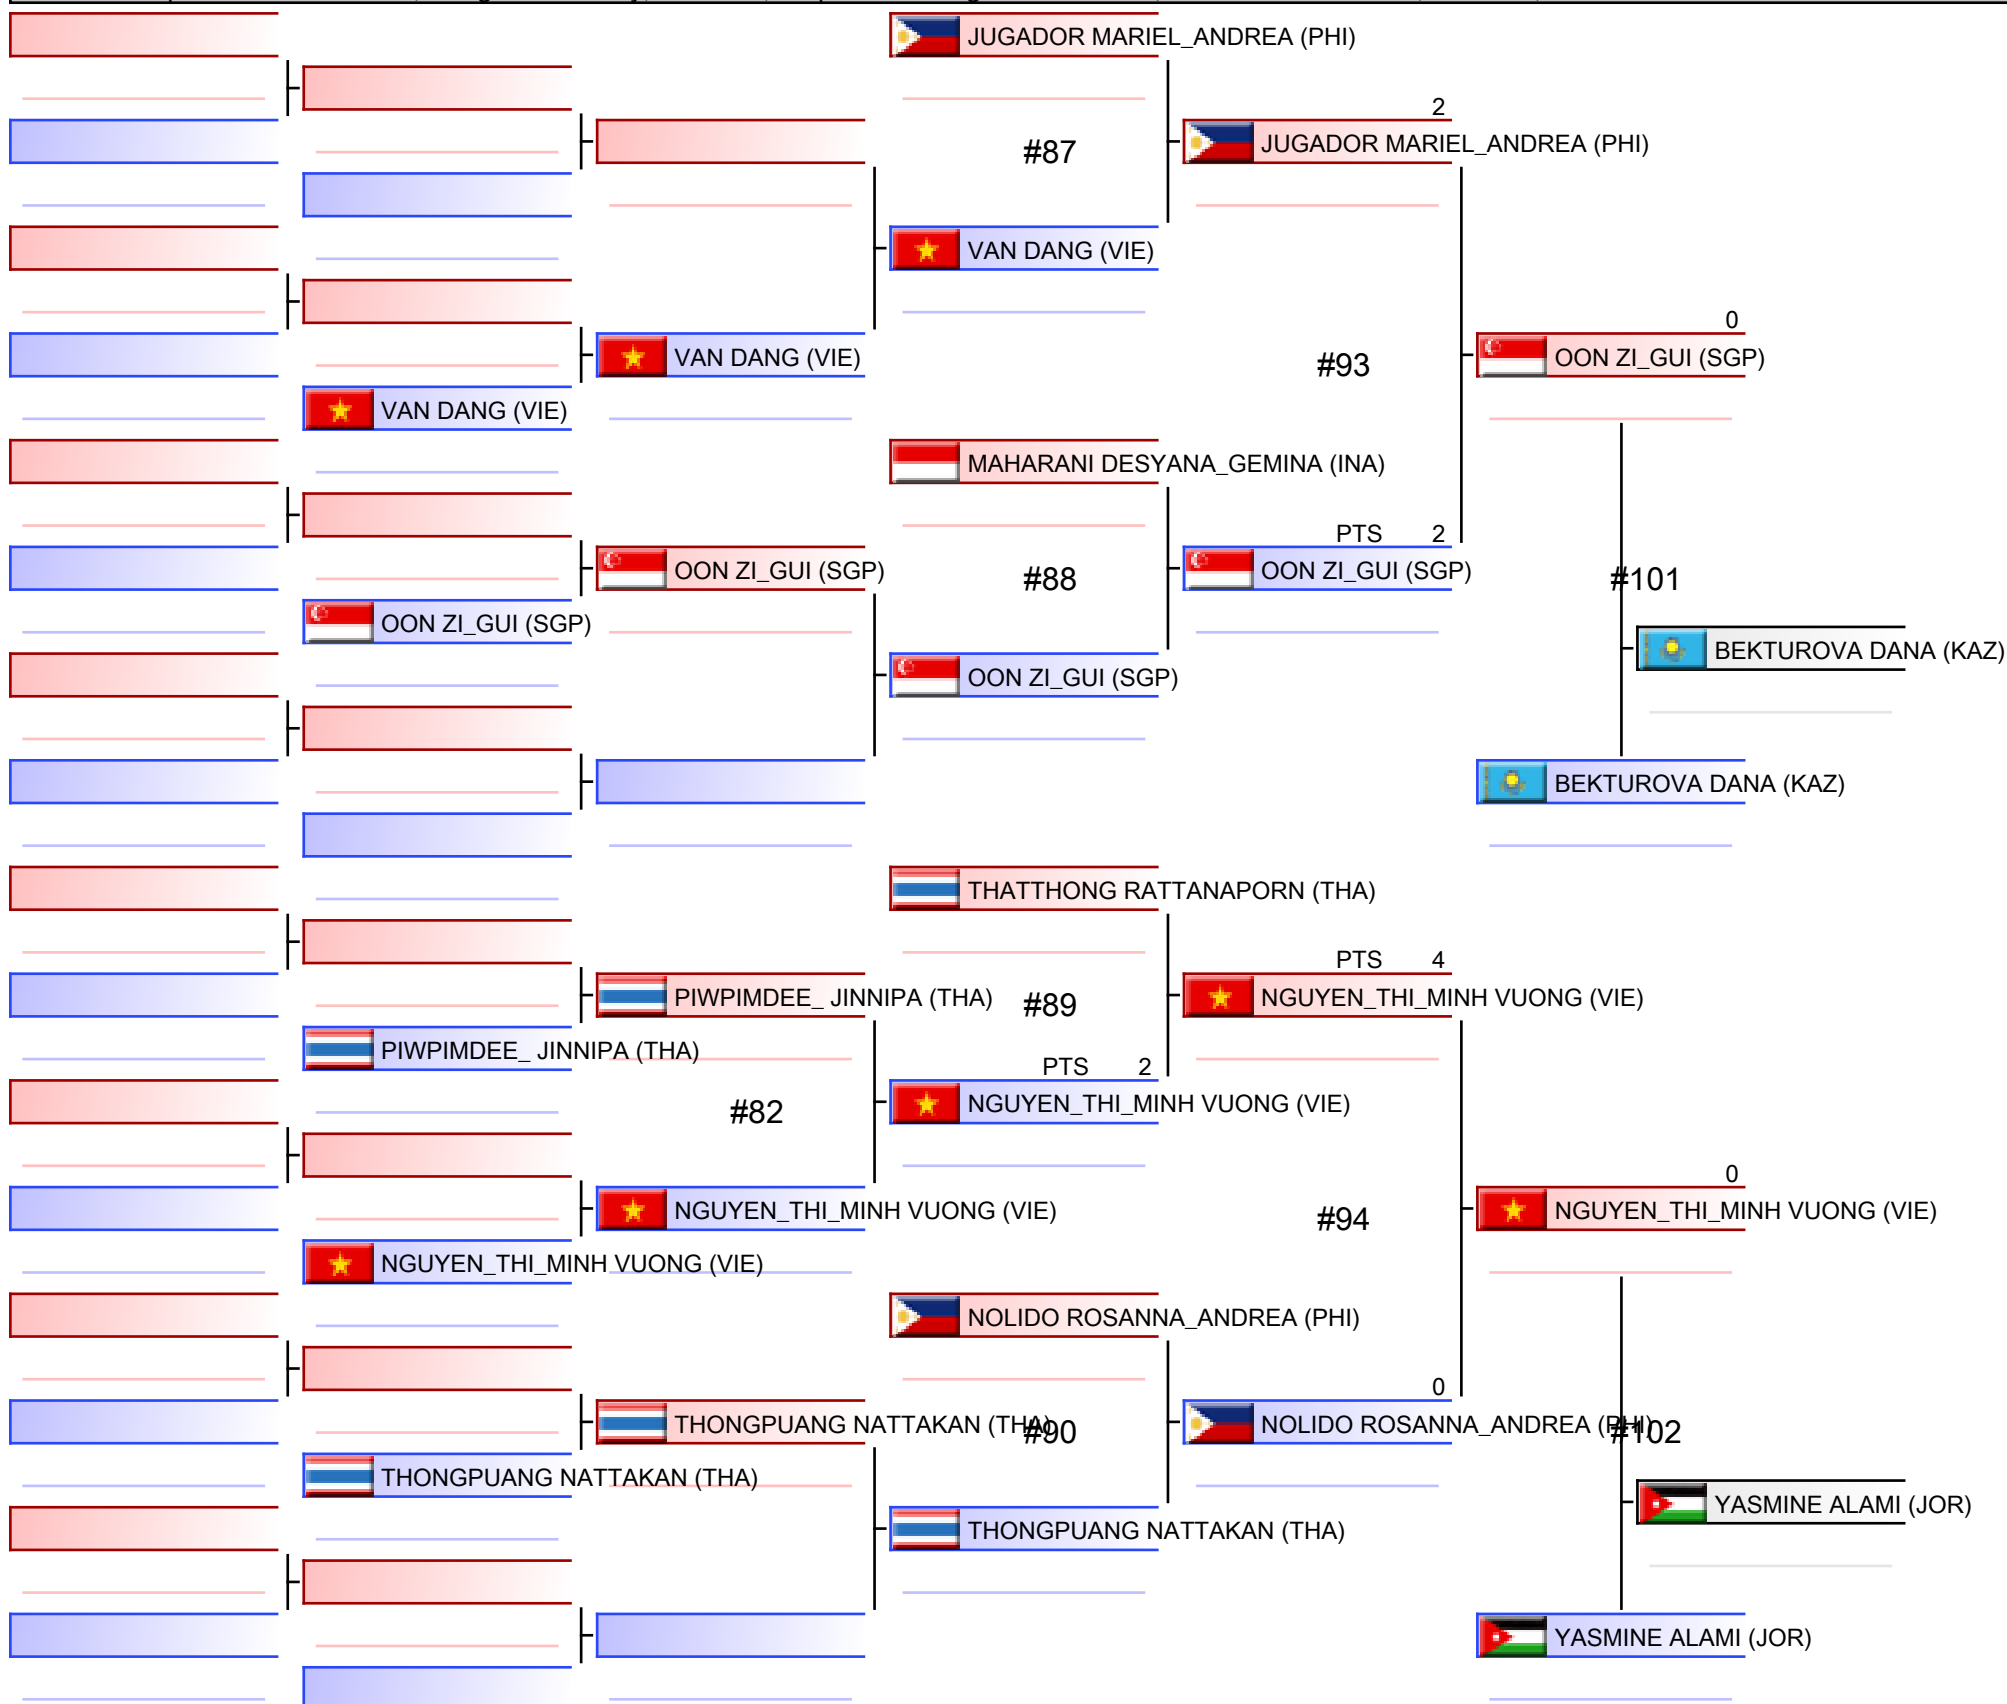 JUGADOR MARIEL_ANDREA (PHI)
2
#87
JUGADOR MARIEL_ANDREA (PHI)
VAN DANG (VIE)
0
VAN DANG (VIE)
#93
OON ZI_GUI (SGP)
VAN DANG (VIE)
MAHARANI DESYANA_GEMINA (INA)
PTS 2
OON ZI_GUI (SGP)
#88
OON ZI_GUI (SGP)
#101
OON ZI_GUI (SGP)
BEKTUROVA DANA (KAZ)
OON ZI_GUI (SGP)
BEKTUROVA DANA (KAZ)
THATTHONG RATTANAPORN (THA)
PTS 4
PIWPIMDEE_ JINNIPA (THA)
#89
NGUYEN_THI_MINH VUONG (VIE)
PIWPIMDEE_ JINNIPA (THA)
PTS 2
#82
NGUYEN_THI_MINH VUONG (VIE)
0
NGUYEN_THI_MINH VUONG (VIE)
#94
NGUYEN_THI_MINH VUONG (VIE)
NGUYEN_THI_MINH VUONG (VIE)
NOLIDO ROSANNA_ANDREA (PHI)
0
THONGPUANG NATTAKAN (THA)
#90
NOLIDO ROSANNA_ANDREA (PHI)
#102
THONGPUANG NATTAKAN (THA)
YASMINE ALAMI (JOR)
THONGPUANG NATTAKAN (THA)
YASMINE ALAMI (JOR)